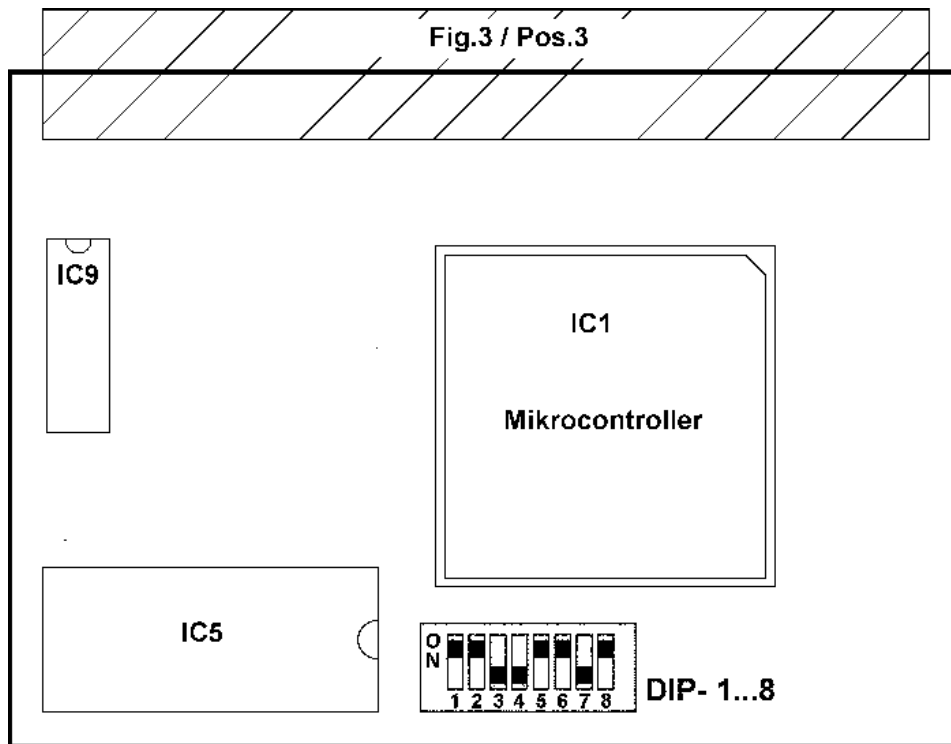 Fig.3 / Pos.3
IC9
IC1
Mikrocontroller
IC5
ON
1 2 3 4 5 6 7 8
DIP- 1...8